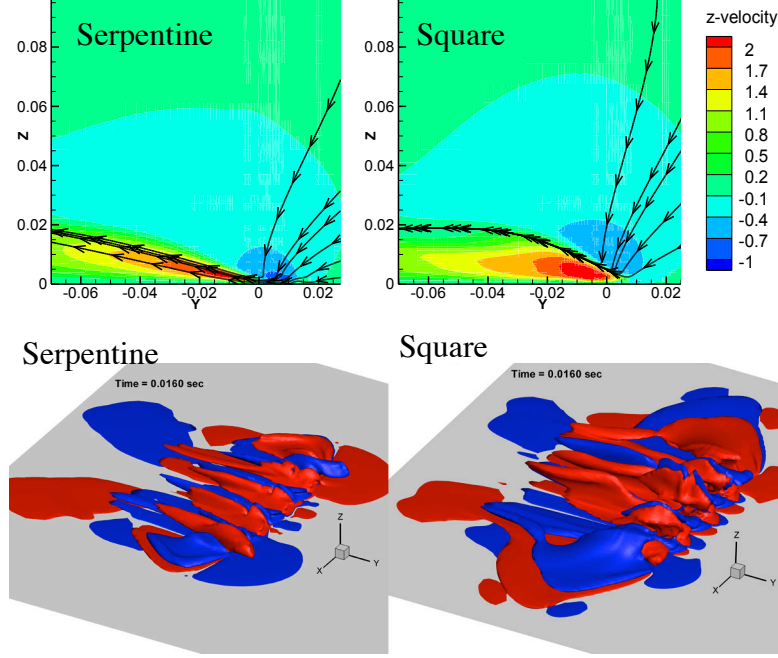 Serpentine
Square
z-velocity
2
1.7
1.4
1.1
0.8
0.5
0.2
-0.1
-0.4
-0.7
-1
0.08
0.06
0.04
0.02
0
Z
-0.06
-0.04
-0.02
0
0.02
Y
0.08
0.06
0.04
0.02
0
Z
-0.06
-0.04
-0.02
0
0.02
Y
Serpentine
Square
Time = 0.0160 sec
Time = 0.0160 sec
Z
Y
X
Z
Y
X